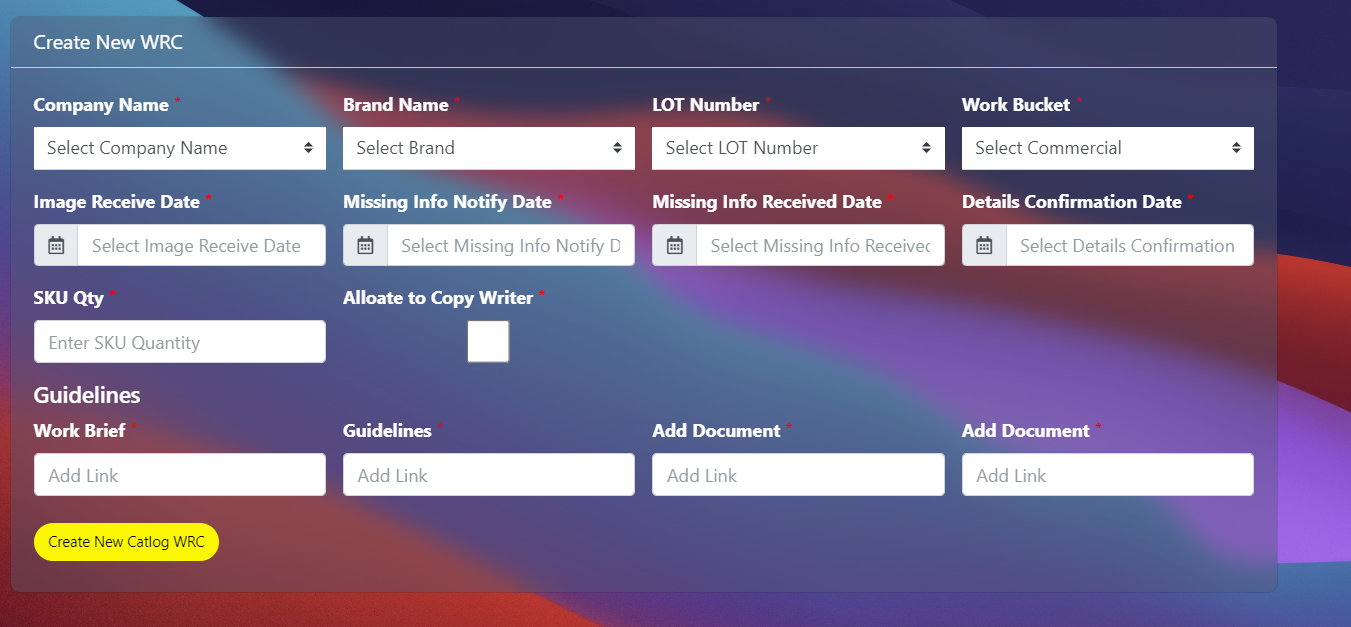 Create New WRC
Company Name * Brand Name * LOT Number * Work Bucket *
Select Company Name Select Brand Select LOT Number Select Commercial
Image Receive Date * Missing Info Notify Date * Missing Info Received Date * Details Confirmation Date *
Select Image Receive Date Select Missing Info Notify D Select Missing Info Received Select Details Confirmation
SKU Qty * Alloate to Copy Writer *
Enter SKU Quantity
Guidelines
Work Brief * Guidelines * Add Document * Add Document *
Add Link Add Link Add Link Add Link
Create New Catlog WRC